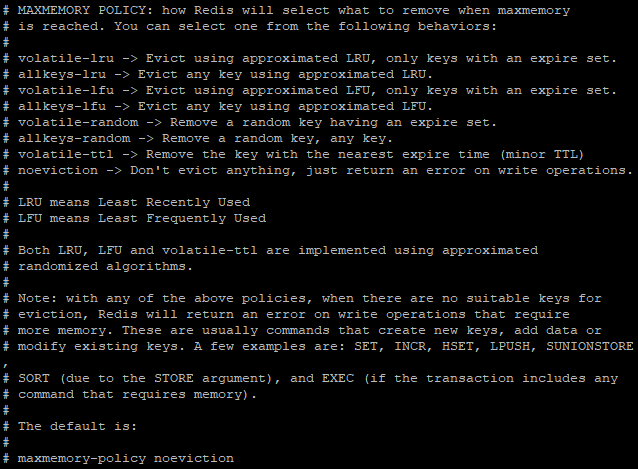 # MAXMEMORY POLICY: how Redis will select what to remove when maxmemory
# is reached. You can select one from the following behaviors:
#
# volatile-lru -> Evict using approximated LRU, only keys with an expire set.
# allkeys-lru -> Evict any key using approximated LRU.
# volatile-lfu -> Evict using approximated LFU, only keys with an expire set.
# allkeys-lfu -> Evict any key using approximated LFU.
# volatile-random -> Remove a random key having an expire set.
# allkeys-random -> Remove a random key, any key.
# volatile-ttl -> Remove the key with the nearest expire time (minor TTL)
# noeviction -> Don't evict anything, just return an error on write operations.
#
# LRU means Least Recently Used
# LFU means Least Frequently Used
#
# Both LRU, LFU and volatile-ttl are implemented using approximated
# randomized algorithms.
#
# Note: with any of the above policies, when there are no suitable keys for
# eviction, Redis will return an error on write operations that require
# more memory. These are usually commands that create new keys, add data or
# modify existing keys. A few examples are: SET, INCR, HSET, LPUSH, SUNIONSTORE
,
# SORT (due to the STORE argument), and EXEC (if the transaction includes any
# command that requires memory).
#
# The default is:
#
# maxmemory-policy noeviction